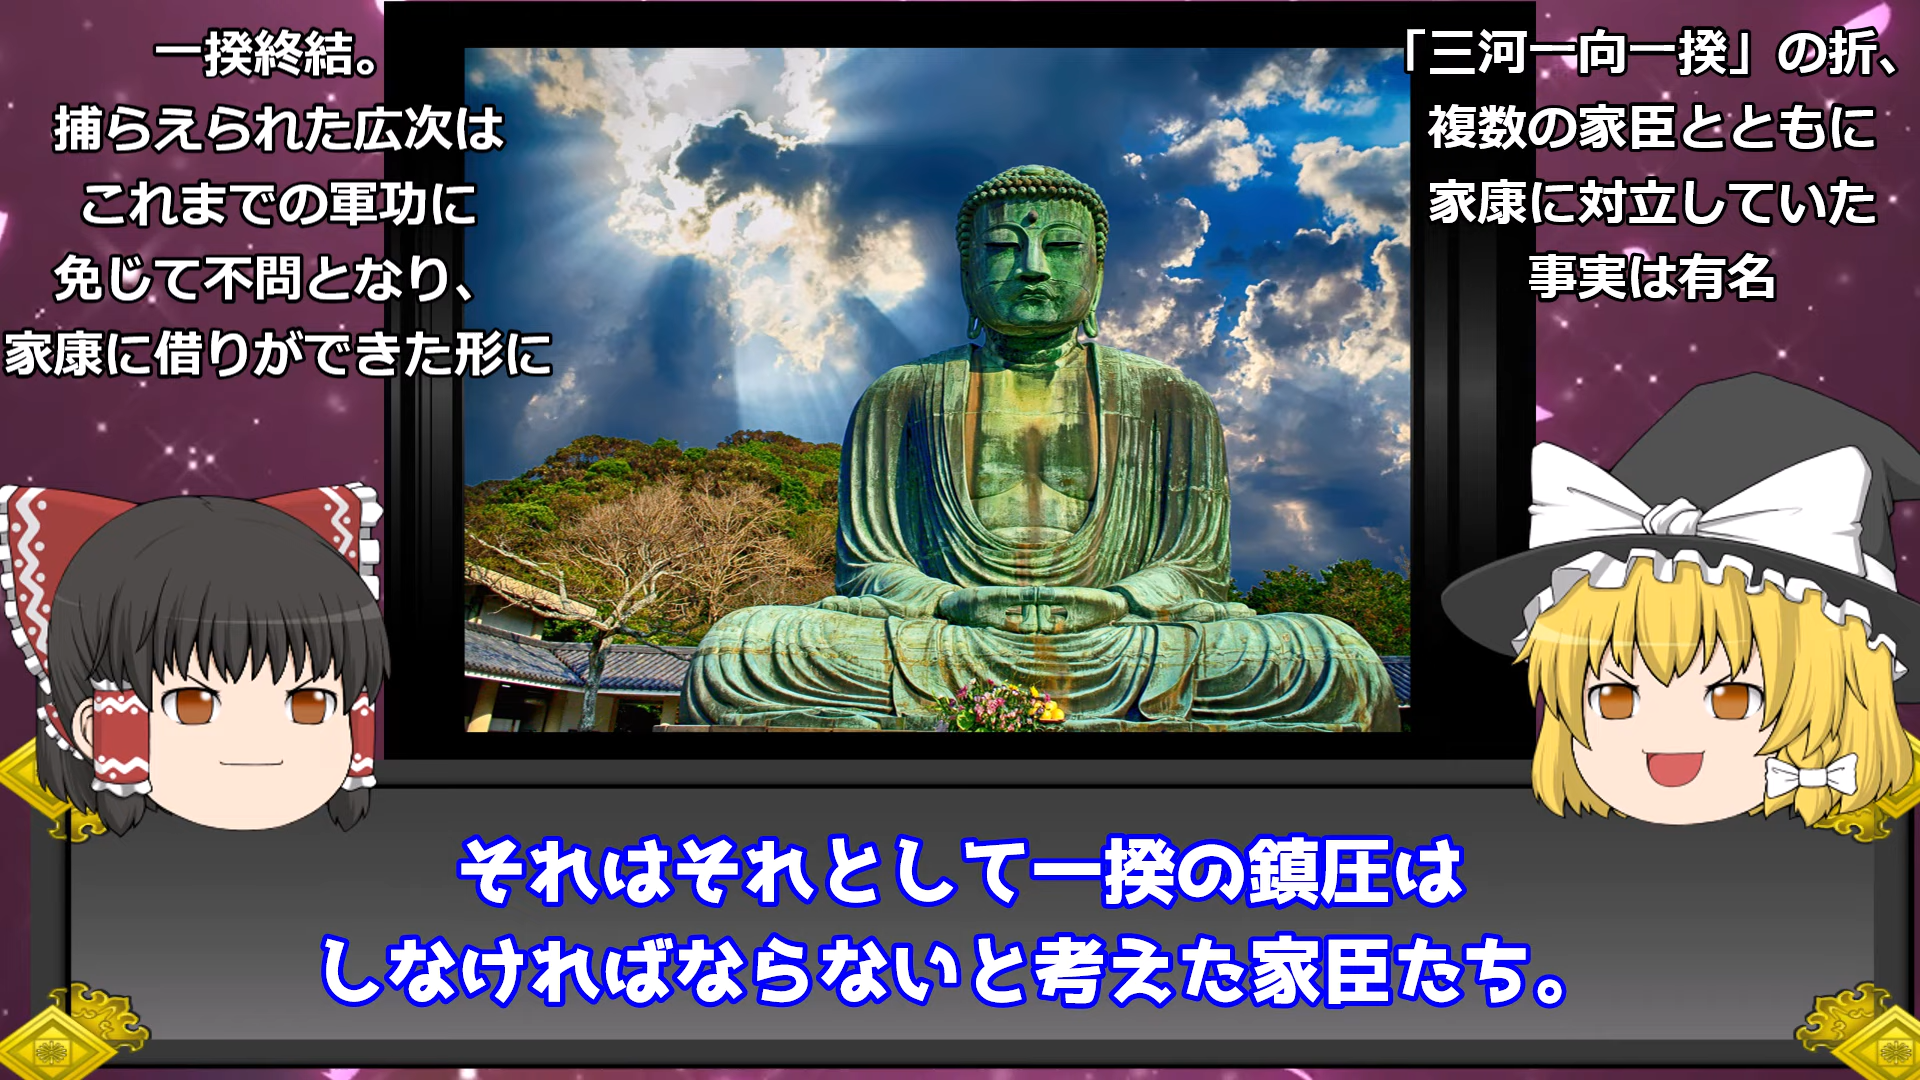 「三河一向一揆」の折、
複数の家臣とともに
家康に対立していた
事実は有名
一揆終結。
捕らえられた広次は
これまでの軍功に
免じて不問となり、
家康に借りができた形に
それはそれとして一揆の鎮圧は
しなければならないと考えた家臣たち。